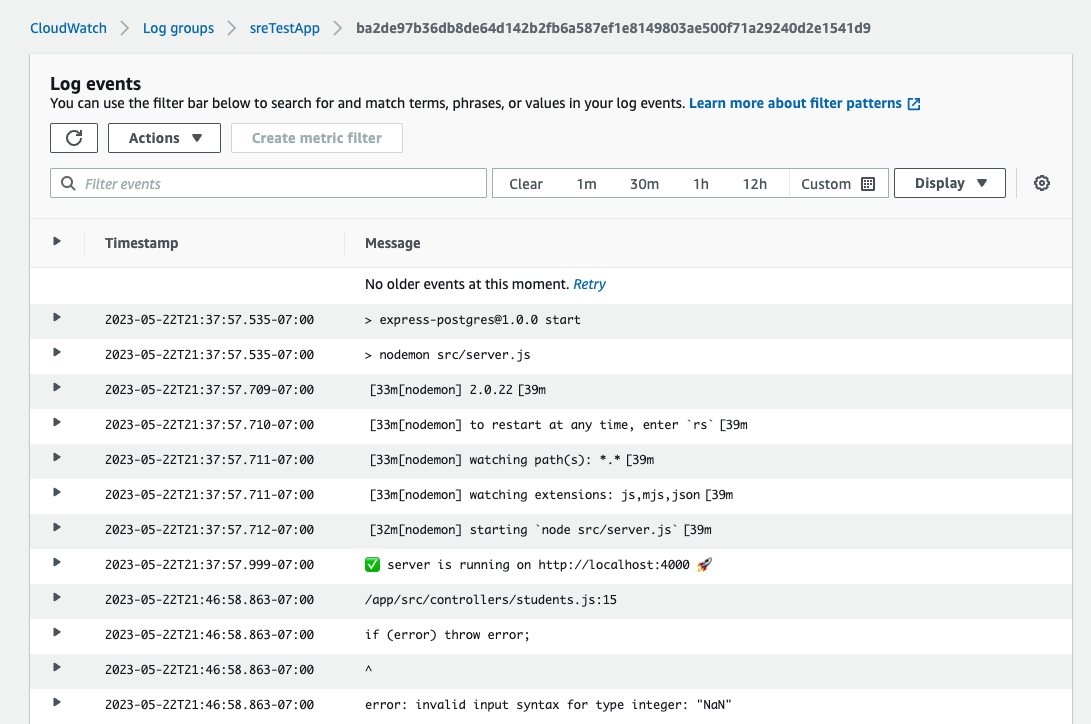 CloudWatch > Log groups > sreTestApp > ba2de97b36db8de64d142b2fb6a587ef1e8149803ae500f71a29240d2e1541d9
Log events
You can use the filter bar below to search for and match terms, phrases, or values in your log events. Learn more about filter patterns
Actions ▼ Create metric filter
Filter events Clear 1m 30m 1h 12h Custom Display ▼
Timestamp Message
No older events at this moment. Retry
2023-05-22T21:37:57.535-07:00 > express-postgres@1.0.0 start
2023-05-22T21:37:57.535-07:00 > nodemon src/server.js
2023-05-22T21:37:57.709-07:00 [33m[nodemon] 2.0.22 [39m
2023-05-22T21:37:57.710-07:00 [33m[nodemon] to restart at any time, enter `rs` [39m
2023-05-22T21:37:57.711-07:00 [33m[nodemon] watching path(s): *.* [39m
2023-05-22T21:37:57.711-07:00 [33m[nodemon] watching extensions: js,mjs,json [39m
2023-05-22T21:37:57.712-07:00 [32m[nodemon] starting `node src/server.js` [39m
2023-05-22T21:37:57.999-07:00 ✅ server is running on http://localhost:4000 🚀
2023-05-22T21:46:58.863-07:00 /app/src/controllers/students.js:15
2023-05-22T21:46:58.863-07:00 if (error) throw error;
2023-05-22T21:46:58.863-07:00 ^
2023-05-22T21:46:58.863-07:00 error: invalid input syntax for type integer: "NaN"